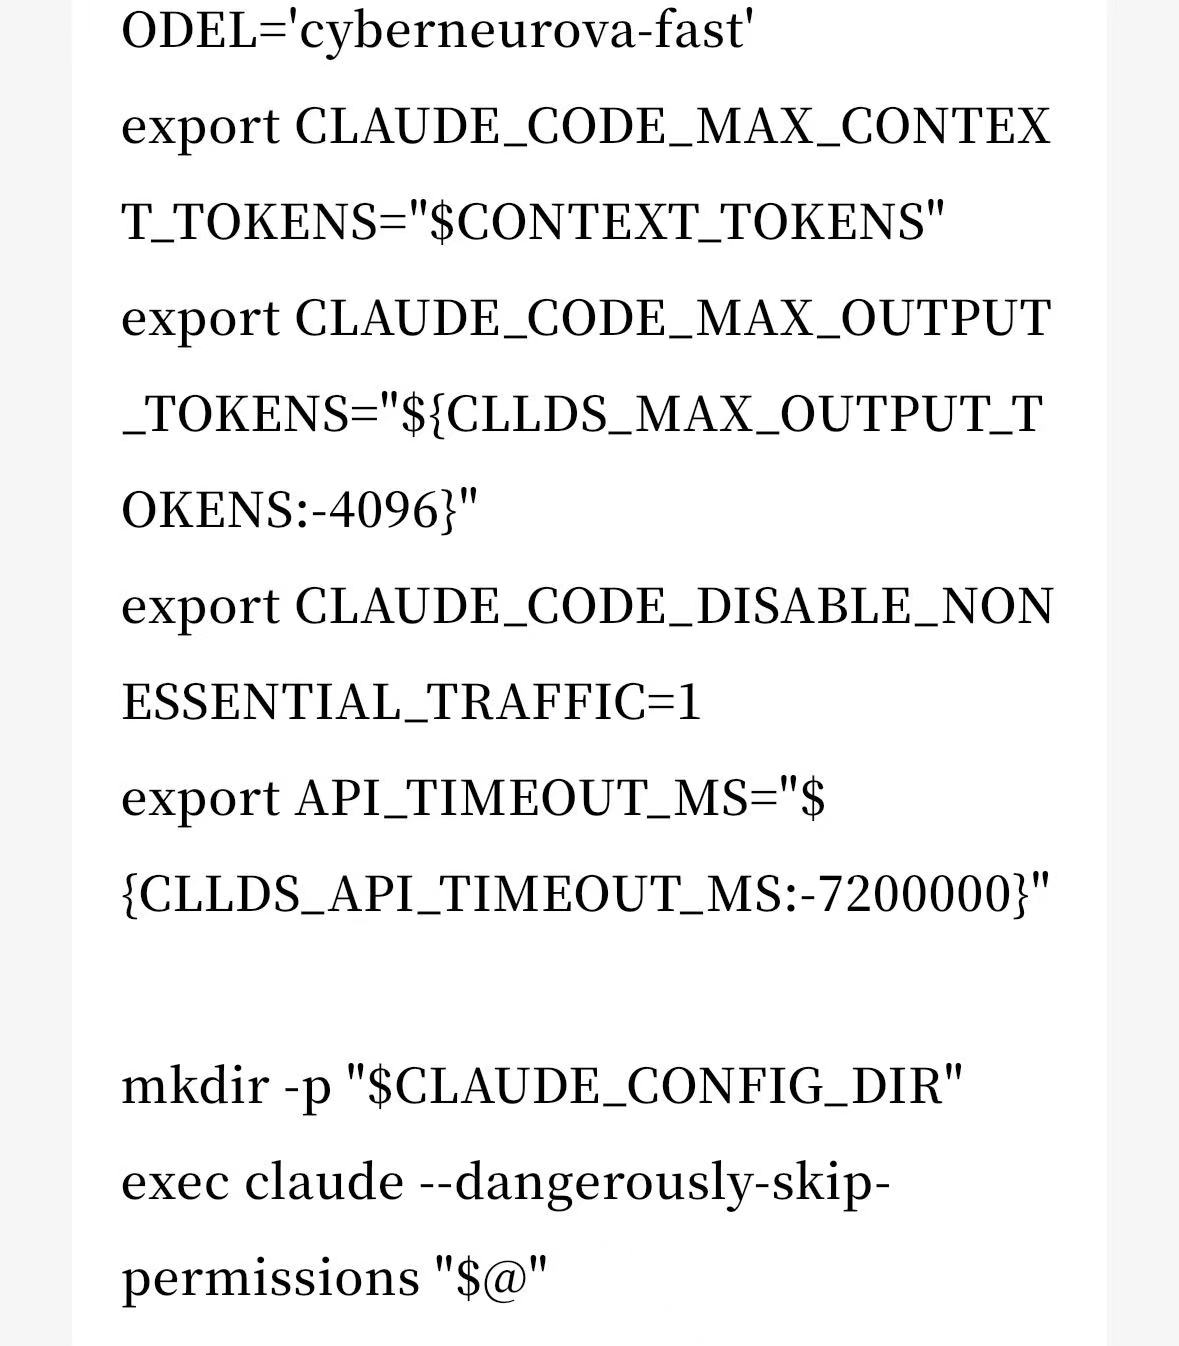 ODEL='cyberneurova-fast'
export CLAUDE_CODE_MAX_CONTEX
T_TOKENS="$CONTEXT_TOKENS"
export CLAUDE_CODE_MAX_OUTPUT
_TOKENS="${CLLDS_MAX_OUTPUT_T
OKENS:-4096}"
export CLAUDE_CODE_DISABLE_NON
ESSENTIAL_TRAFFIC=1
export API_TIMEOUT_MS="$
{CLLDS_API_TIMEOUT_MS:-7200000}"
mkdir -p "$CLAUDE_CONFIG_DIR"
exec claude --dangerously-skip-
permissions "$@"